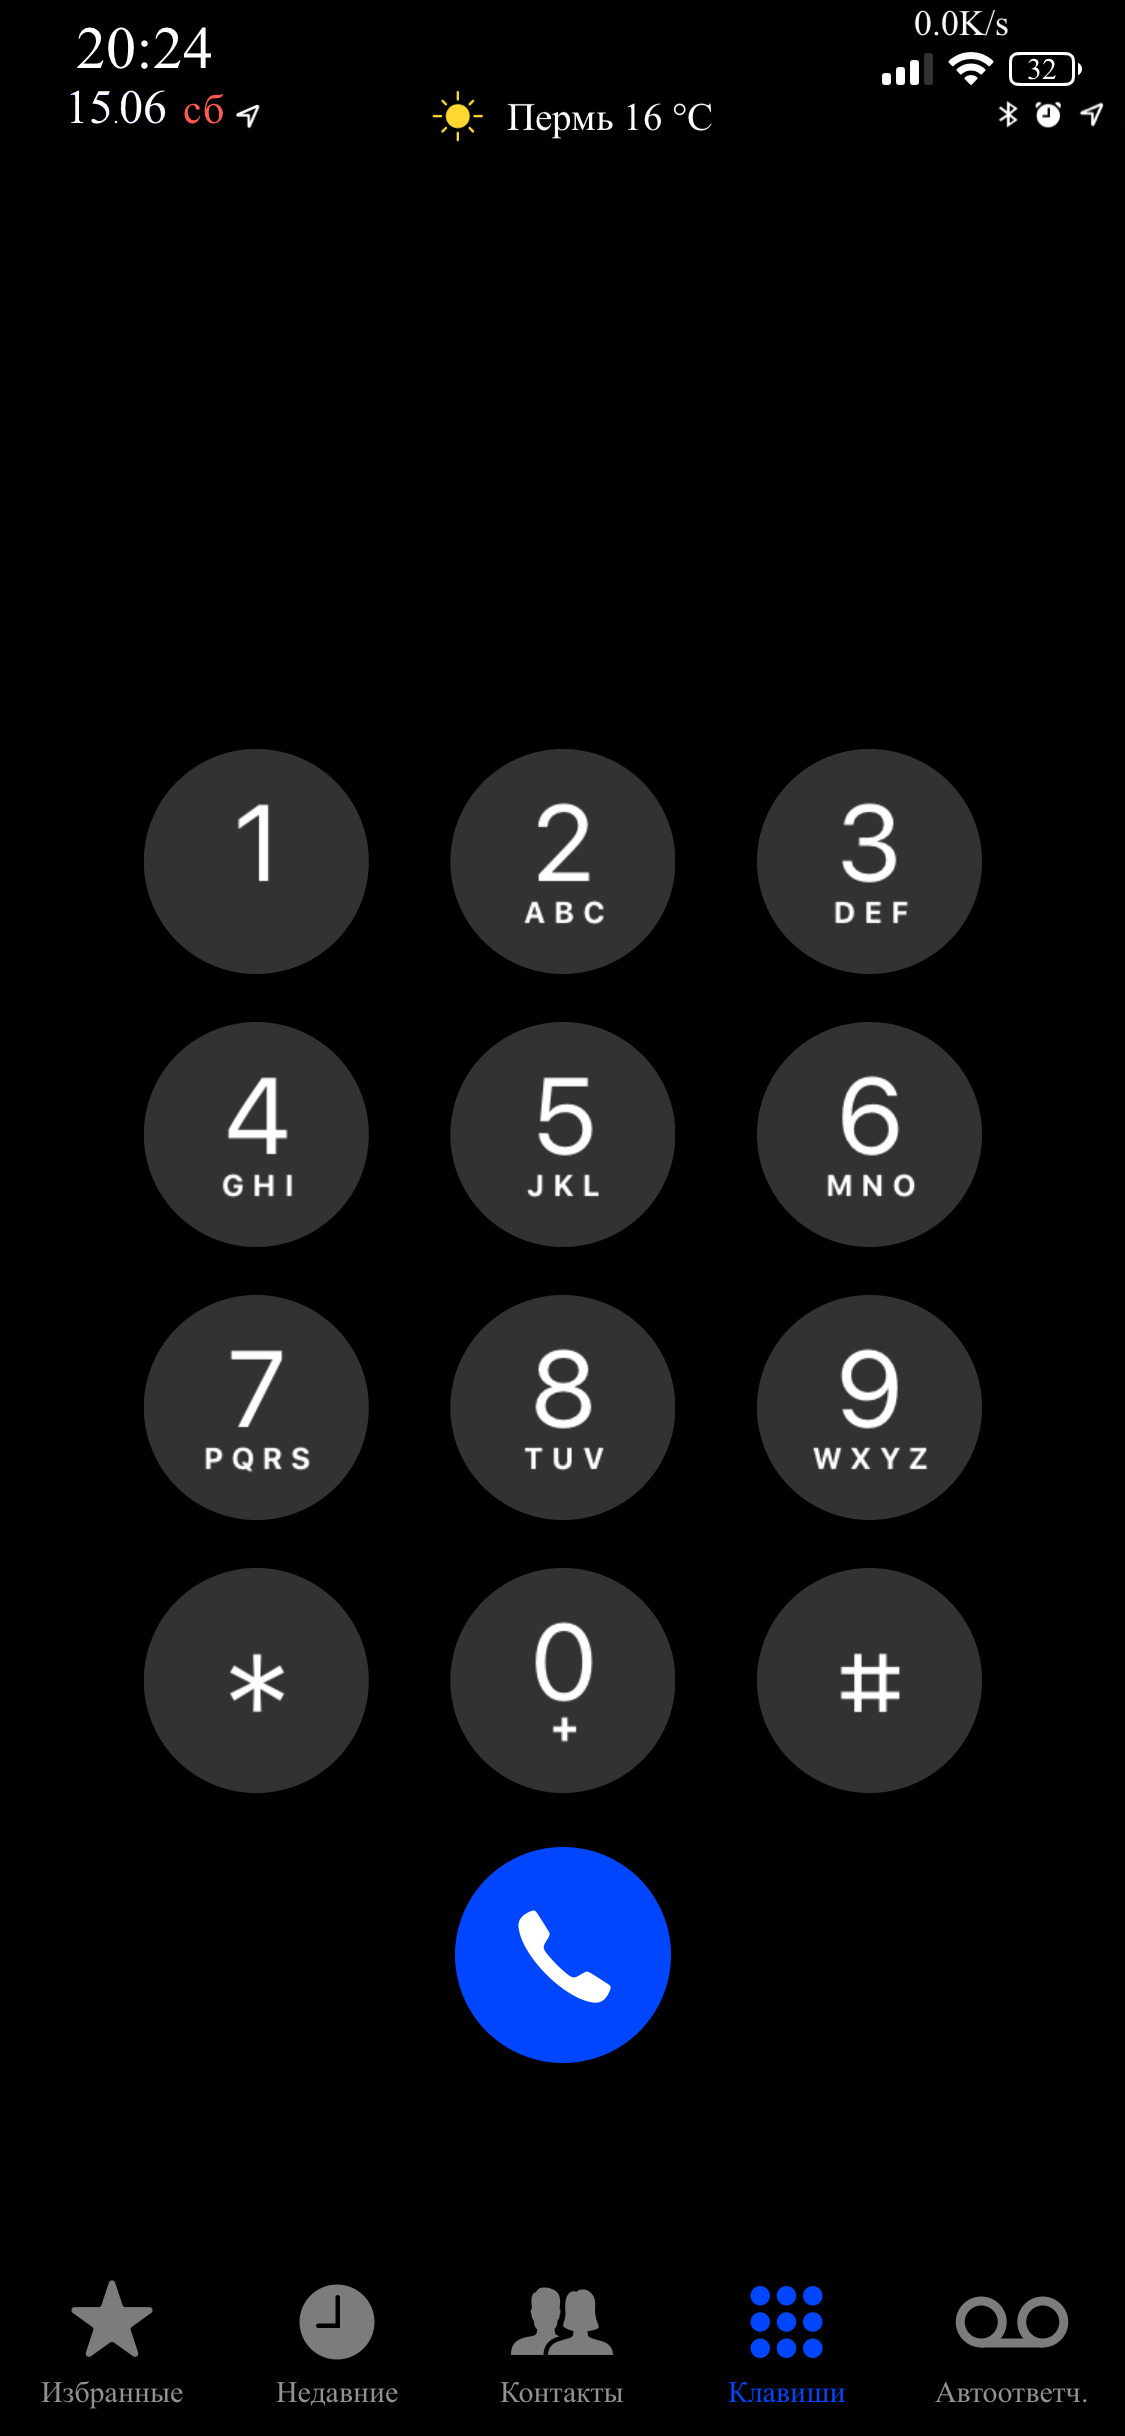 20:24
0.0K/s
32
15.06 сб
Пермь 16 °C
1
2
ABC
3
DEF
4
GHI
5
JKL
6
MNO
7
PQRS
8
TUV
9
WXYZ
*
0
+
#
Избранные
Недавние
Контакты
Клавиши
Автоответч.